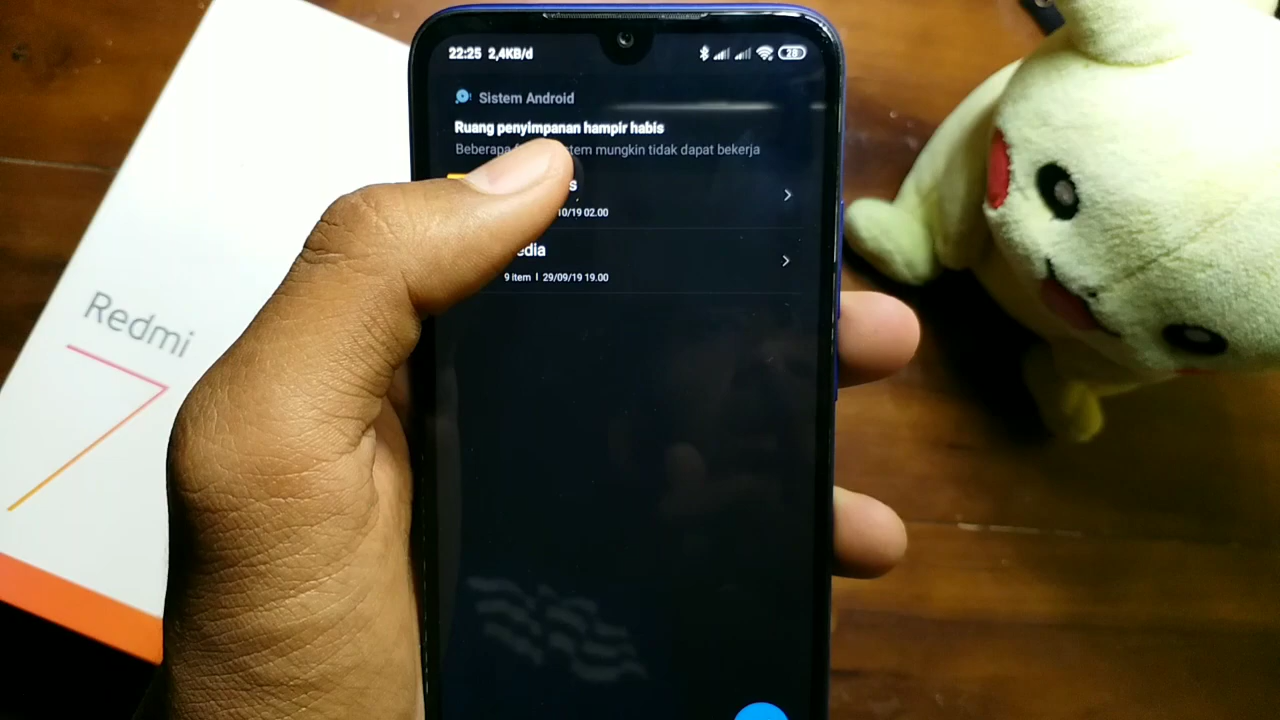 22:25 2,4KB/d
28
Sistem Android
Ruang penyimpanan hampir habis
Beberapa tem mungkin tidak dapat bekerja
10/19 02.00
edia
9 item | 29/09/19 19.00
Redmi
7